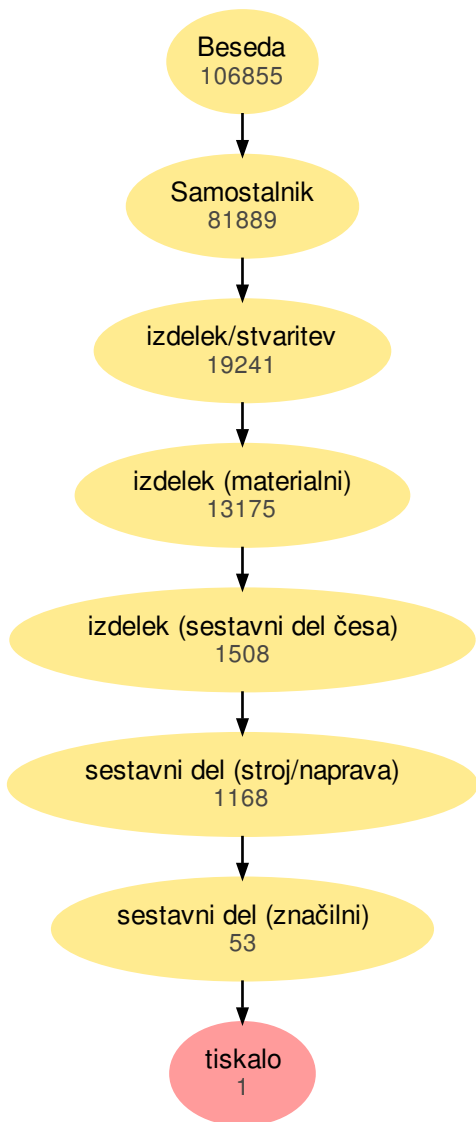 Beseda
106855
Samostalnik
81889
izdelek/stvaritev
19241
izdelek (materialni)
13175
izdelek (sestavni del česa)
1508
sestavni del (stroj/naprava)
1168
sestavni del (značilni)
53
tiskalo
1